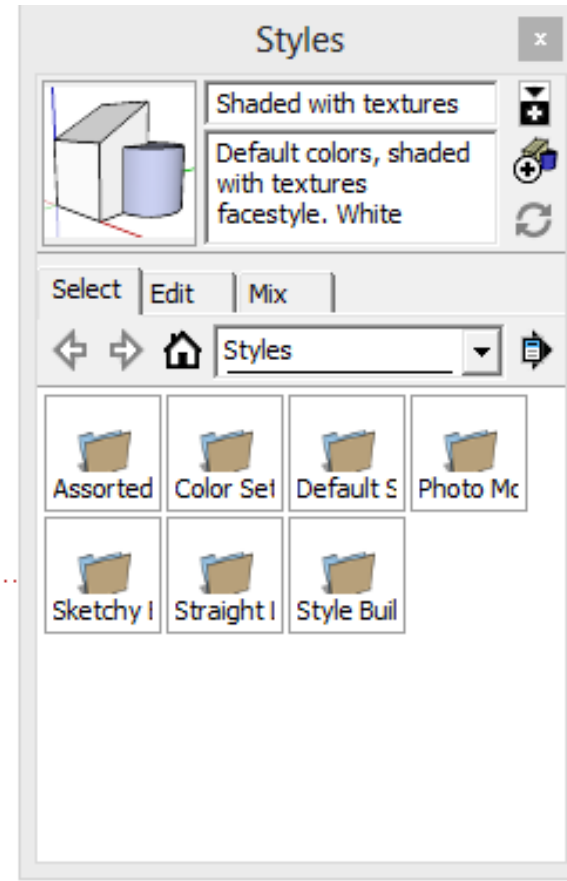 Styles
x
Shaded with textures
Default colors, shaded
with textures
facestyle. White
Select Edit Mix
Styles
Assorted Color Set Default S Photo Mo
Sketchy E Straight L Style Buil